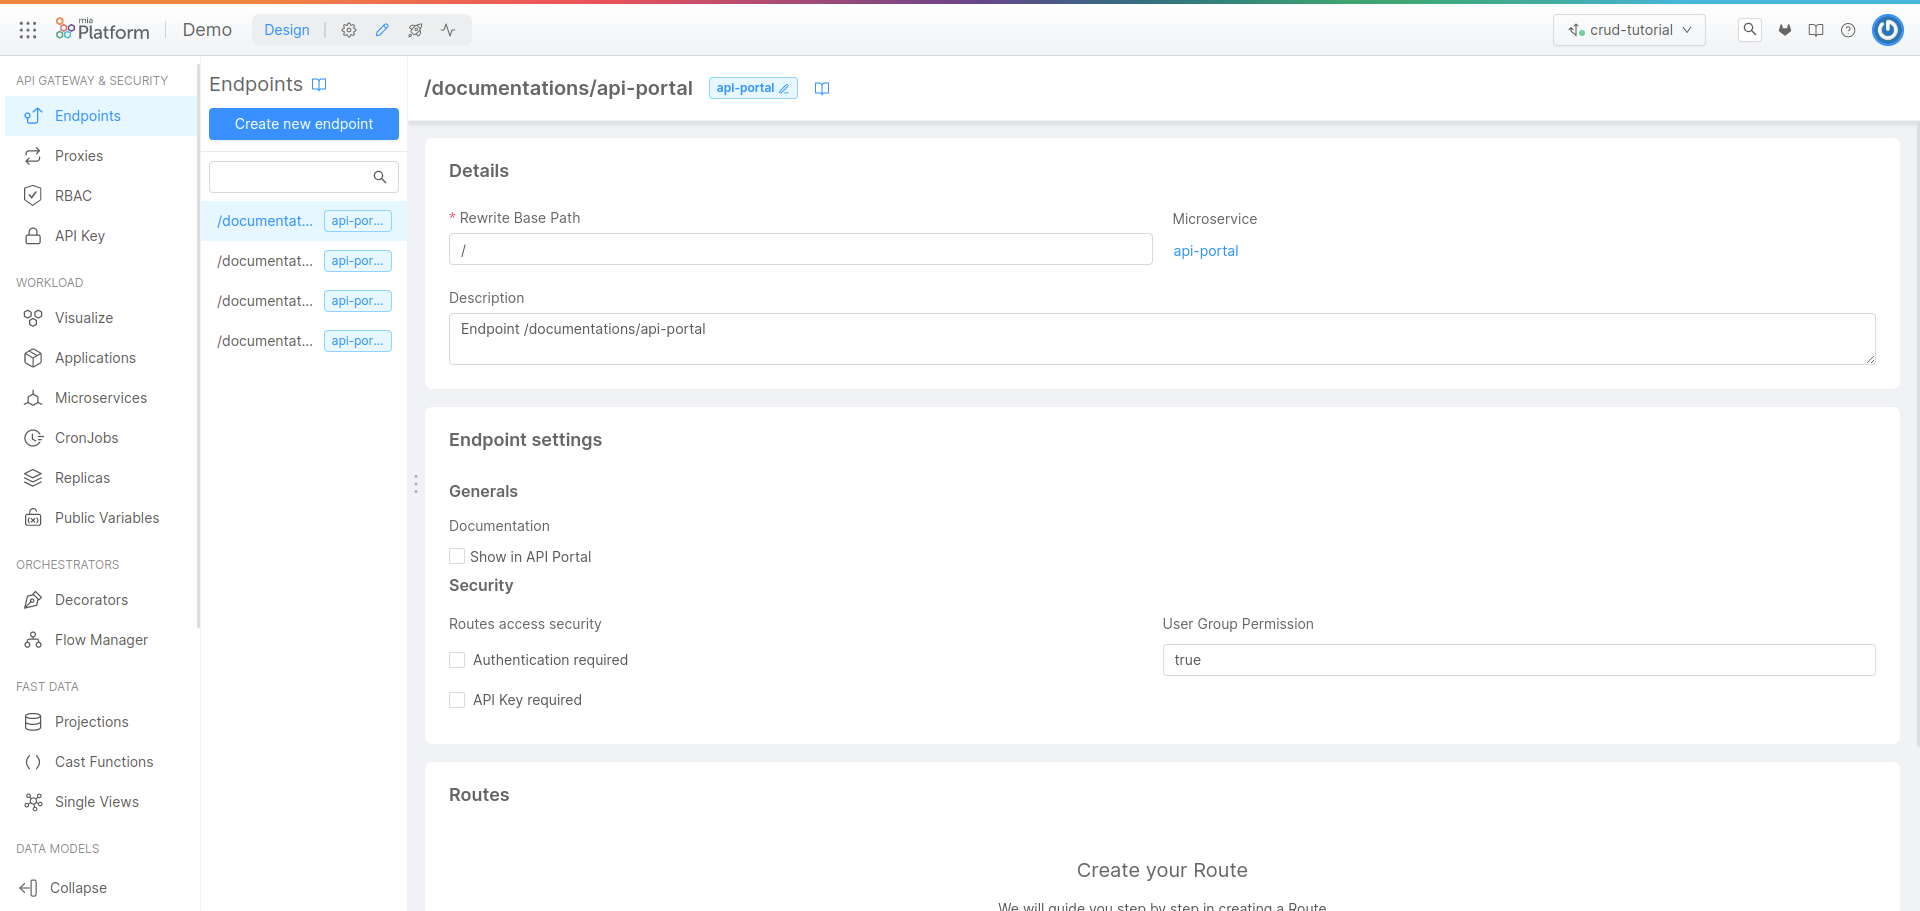 mia
Platform
Demo
Design
crud-tutorial
API GATEWAY & SECURITY
Endpoints
Proxies
RBAC
API Key
WORKLOAD
Visualize
Applications
Microservices
CronJobs
Replicas
Public Variables
ORCHESTRATORS
Decorators
Flow Manager
FAST DATA
Projections
Cast Functions
Single Views
DATA MODELS
Collapse
Endpoints
Create new endpoint
/documentat... api-por...
/documentat... api-por...
/documentat... api-por...
/documentat... api-por...
/documentations/api-portal api-portal
Details
* Rewrite Base Path
/
Microservice
api-portal
Description
Endpoint /documentations/api-portal
Endpoint settings
Generals
Documentation
Show in API Portal
Security
Routes access security
Authentication required
API Key required
User Group Permission
true
Routes
Create your Route
We will guide you step by step in creating a Route